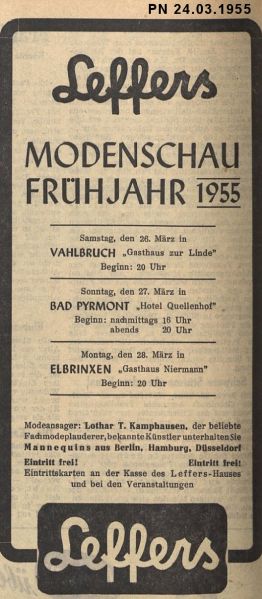 PN 24.03.1955
Leffers
MODENSCHAU
FRÜHJAHR 1955
Samstag, den 26. März in
VAHLBRUCH „Gasthaus zur Linde"
Beginn: 20 Uhr
Sonntag, den 27. März in
BAD PYRMONT „Hotel Quellenhof"
Beginn: nachmittags 16 Uhr
abends 20 Uhr
Montag, den 28. März in
ELBRINXEN „Gasthaus Niermann"
Beginn: 20 Uhr
Modeansager: Lothar T. Kamphausen, der beliebte
Fachmodeplauderer, bekannte Künstler unterhalten Sie
Mannequins aus Berlin, Hamburg, Düsseldorf
Eintritt frei! Eintritt frei!
Eintrittskarten an der Kasse des Leffers-Hauses
und bei den Veranstaltungen
Leffers